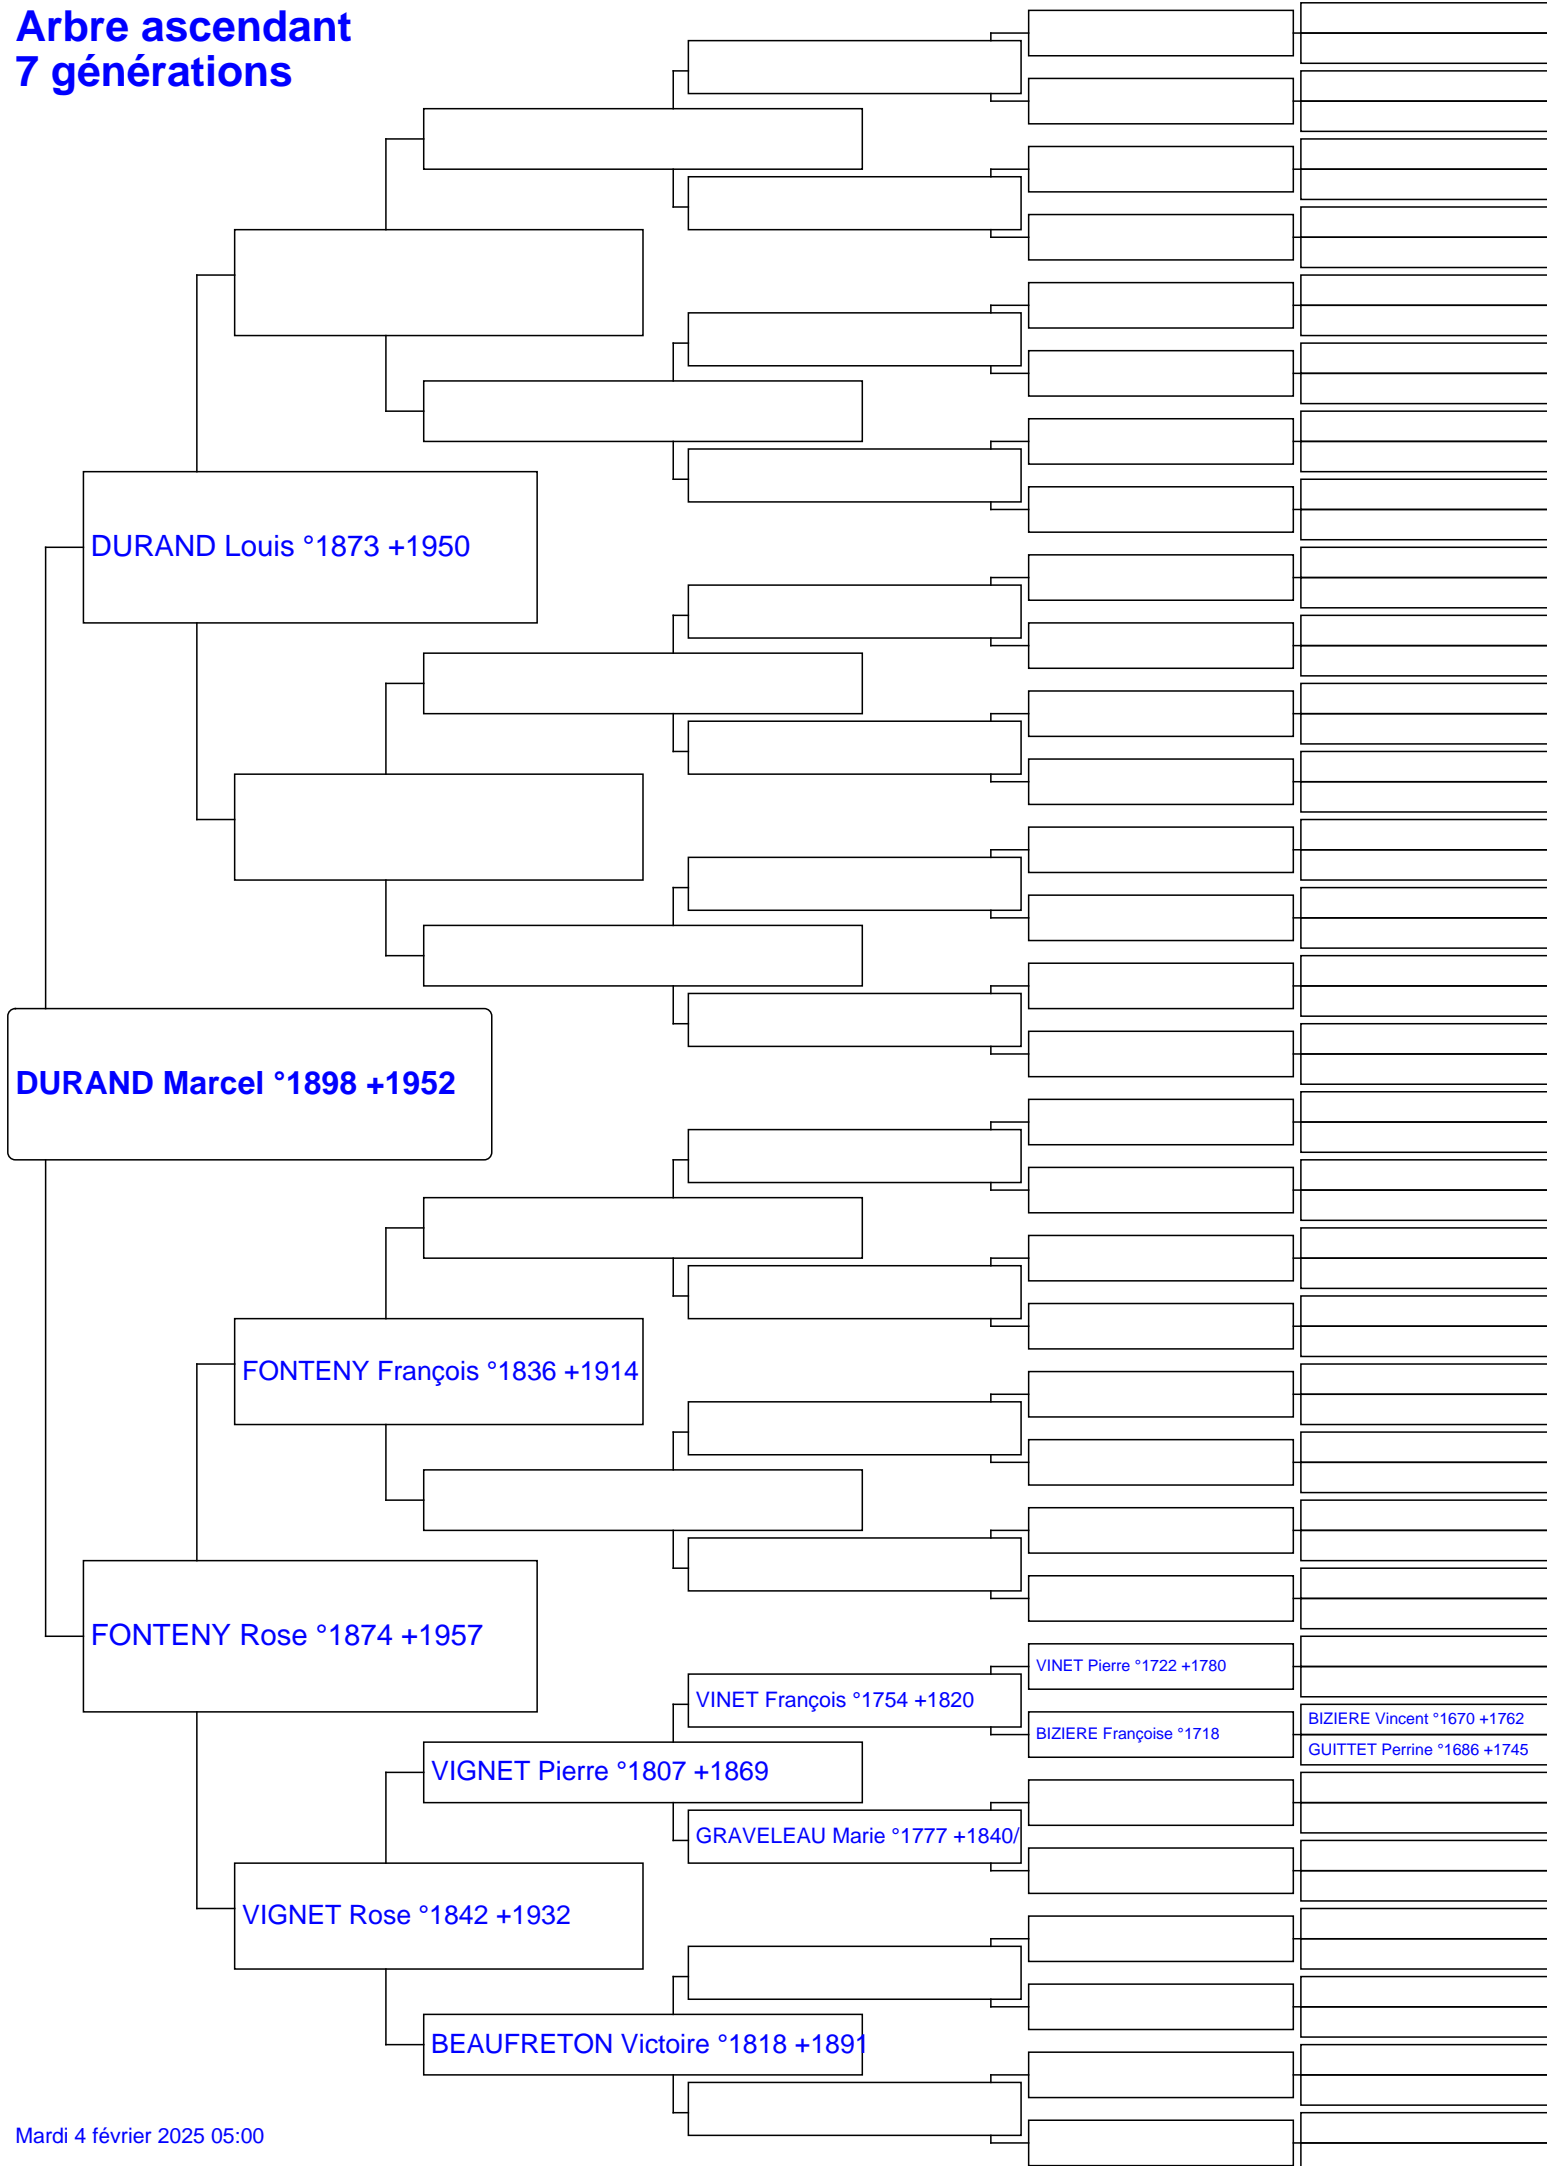 Arbre ascendant
7 générations
DURAND Louis °1873 +1950
DURAND Marcel °1898 +1952
FONTENY François °1836 +1914
FONTENY Rose °1874 +1957
VINET Pierre °1722 +1780
VINET François °1754 +1820
BIZIERE Vincent °1670 +1762
BIZIERE Françoise °1718
GUITTET Perrine °1686 +1745
VIGNET Pierre °1807 +1869
GRAVELEAU Marie °1777 +1840/
VIGNET Rose °1842 +1932
BEAUFRETON Victoire °1818 +1891
Mardi 4 février 2025 05:00